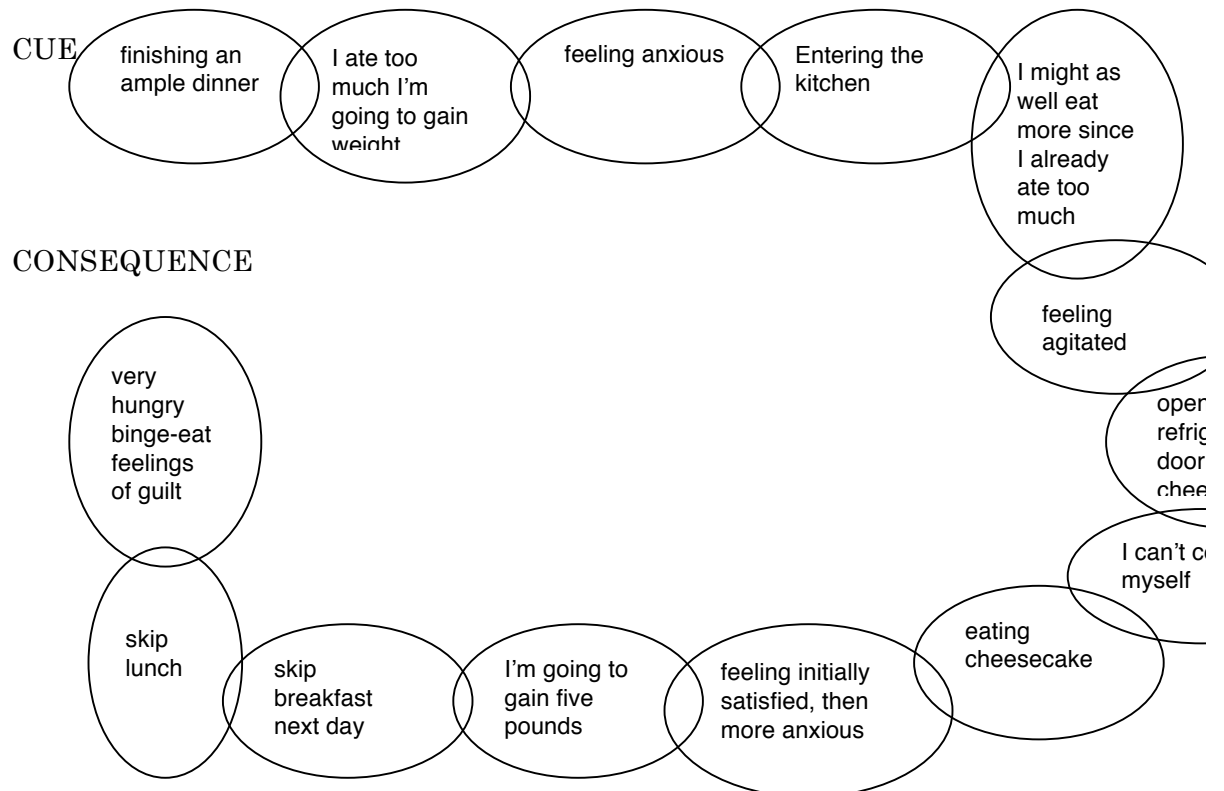 CUE
finishing an
ample dinner
I ate too
much I'm
going to gain
weight
feeling anxious
Entering the
kitchen
I might as
well eat
more since
I already
ate too
much
feeling
agitated
open
door
I can't
myself
eating
cheesecake
feeling initially
satisfied, then
more anxious
I'm going to
gain five
pounds
skip
breakfast
next day
skip
lunch
very
hungry
binge-eat
feelings
of guilt
CONSEQUENCE